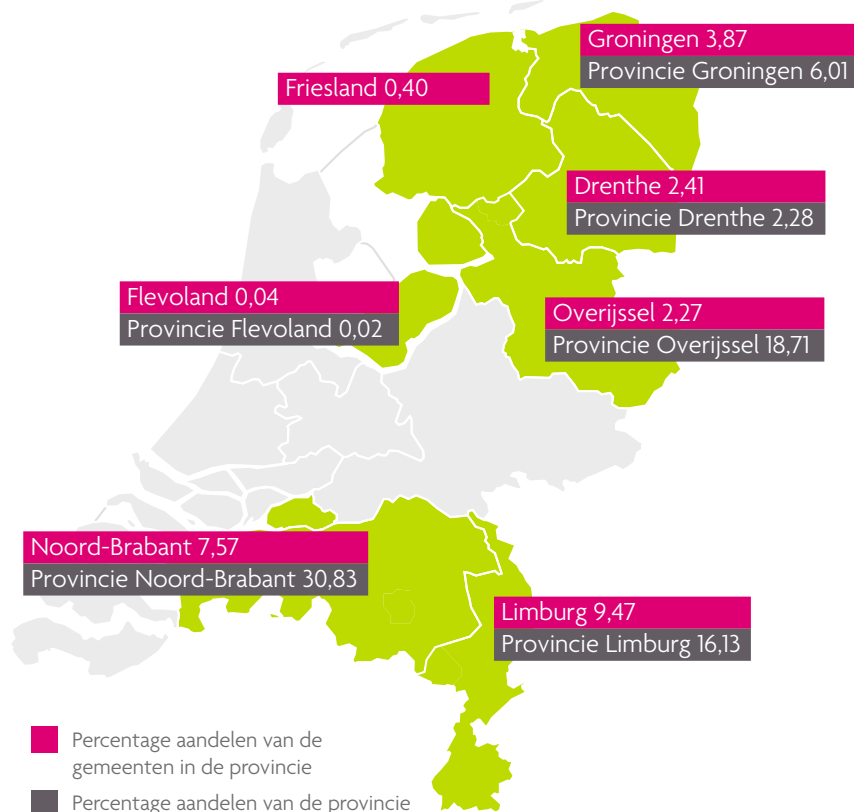 Groningen 3,87
Provincie Groningen 6,01
Friesland 0,40
Drenthe 2,41
Provincie Drenthe 2,28
Flevoland 0,04
Provincie Flevoland 0,02
Overijssel 2,27
Provincie Overijssel 18,71
Noord-Brabant 7,57
Provincie Noord-Brabant 30,83
Limburg 9,47
Provincie Limburg 16,13
Percentage aandelen van de
gemeenten in de provincie
Percentage aandelen van de provincie